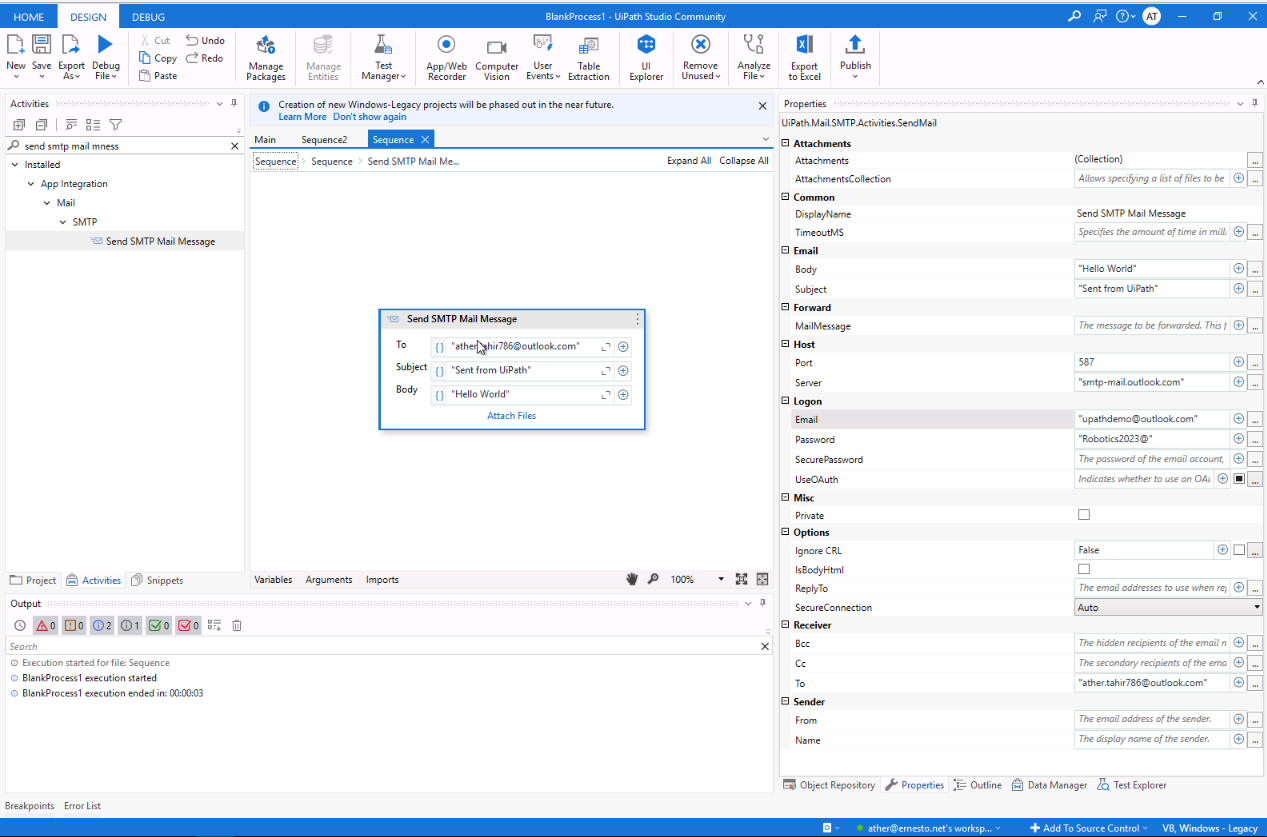 HOME DESIGN DEBUG BlankProcess1 - UiPath Studio Community AT
New Save Export As Debug File Cut Copy Paste Undo Redo Manage Packages Manage Entities Test Manager App/Web Recorder Computer Vision User Events Table Extraction UI Explorer Remove Unused Analyze File Export to Excel Publish
Activities
send smtp mail mness
Installed
App Integration
Mail
SMTP
Send SMTP Mail Message
Project Activities Snippets
Creation of new Windows-Legacy projects will be phased out in the near future.
Learn More Don't show again
Main Sequence2 Sequence
Sequence Sequence Send SMTP Mail Me... Expand All Collapse All
Send SMTP Mail Message
To "ather.tahir786@outlook.com"
Subject "Sent from UiPath"
Body "Hello World"
Attach Files
Variables Arguments Imports 100%
Output
0 0 2 1 0 0
Search
Execution started for file: Sequence
BlankProcess1 execution started
BlankProcess1 execution ended in: 00:00:03
Properties
UiPath.Mail.SMTP.Activities.SendMail
Attachments
Attachments (Collection) ...
AttachmentsCollection Allows specifying a list of files to be ...
Common
DisplayName Send SMTP Mail Message
TimeoutMS Specifies the amount of time in milli ...
Email
Body "Hello World" ...
Subject "Sent from UiPath" ...
Forward
MailMessage The message to be forwarded. This f ...
Host
Port 587 ...
Server "smtp-mail.outlook.com" ...
Logon
Email "upathdemo@outlook.com" ...
Password "Robotics2023@" ...
SecurePassword The password of the email account, ...
UseOAuth Indicates whether to use an OAu ...
Misc
Private
Options
Ignore CRL False ...
IsBodyHtml
ReplyTo The email addresses to use when rep ...
SecureConnection Auto
Receiver
Bcc The hidden recipients of the email n ...
Cc The secondary recipients of the ema ...
To "ather.tahir786@outlook.com" ...
Sender
From The email address of the sender. ...
Name The display name of the sender. ...
Object Repository Properties Outline Data Manager Test Explorer
Breakpoints Error List
ather@ernesto.net's worksp... Add To Source Control VB, Windows - Legacy